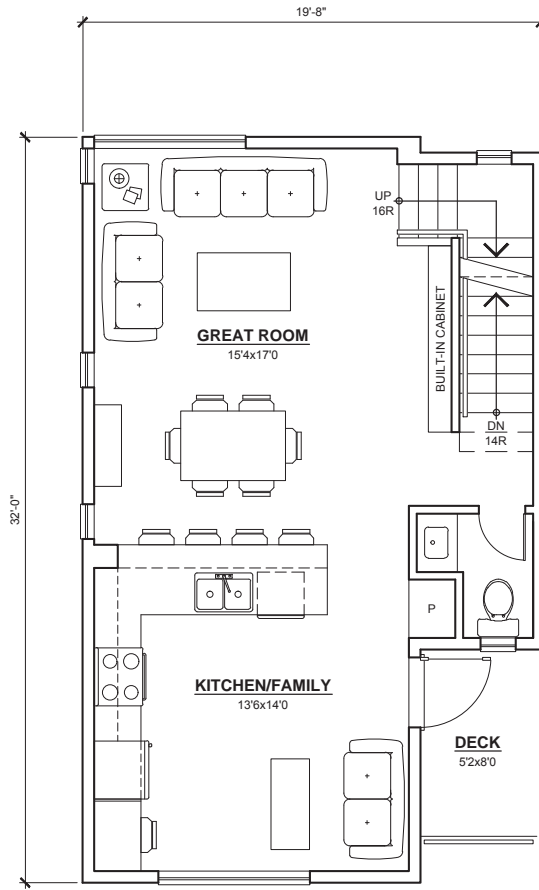 19'-8"
UP
16R
BUILT-IN CABINET
GREAT ROOM
15'4x17'0
DN
14R
32'-0"
P
KITCHEN/FAMILY
13'6x14'0
DECK
5'2x8'0